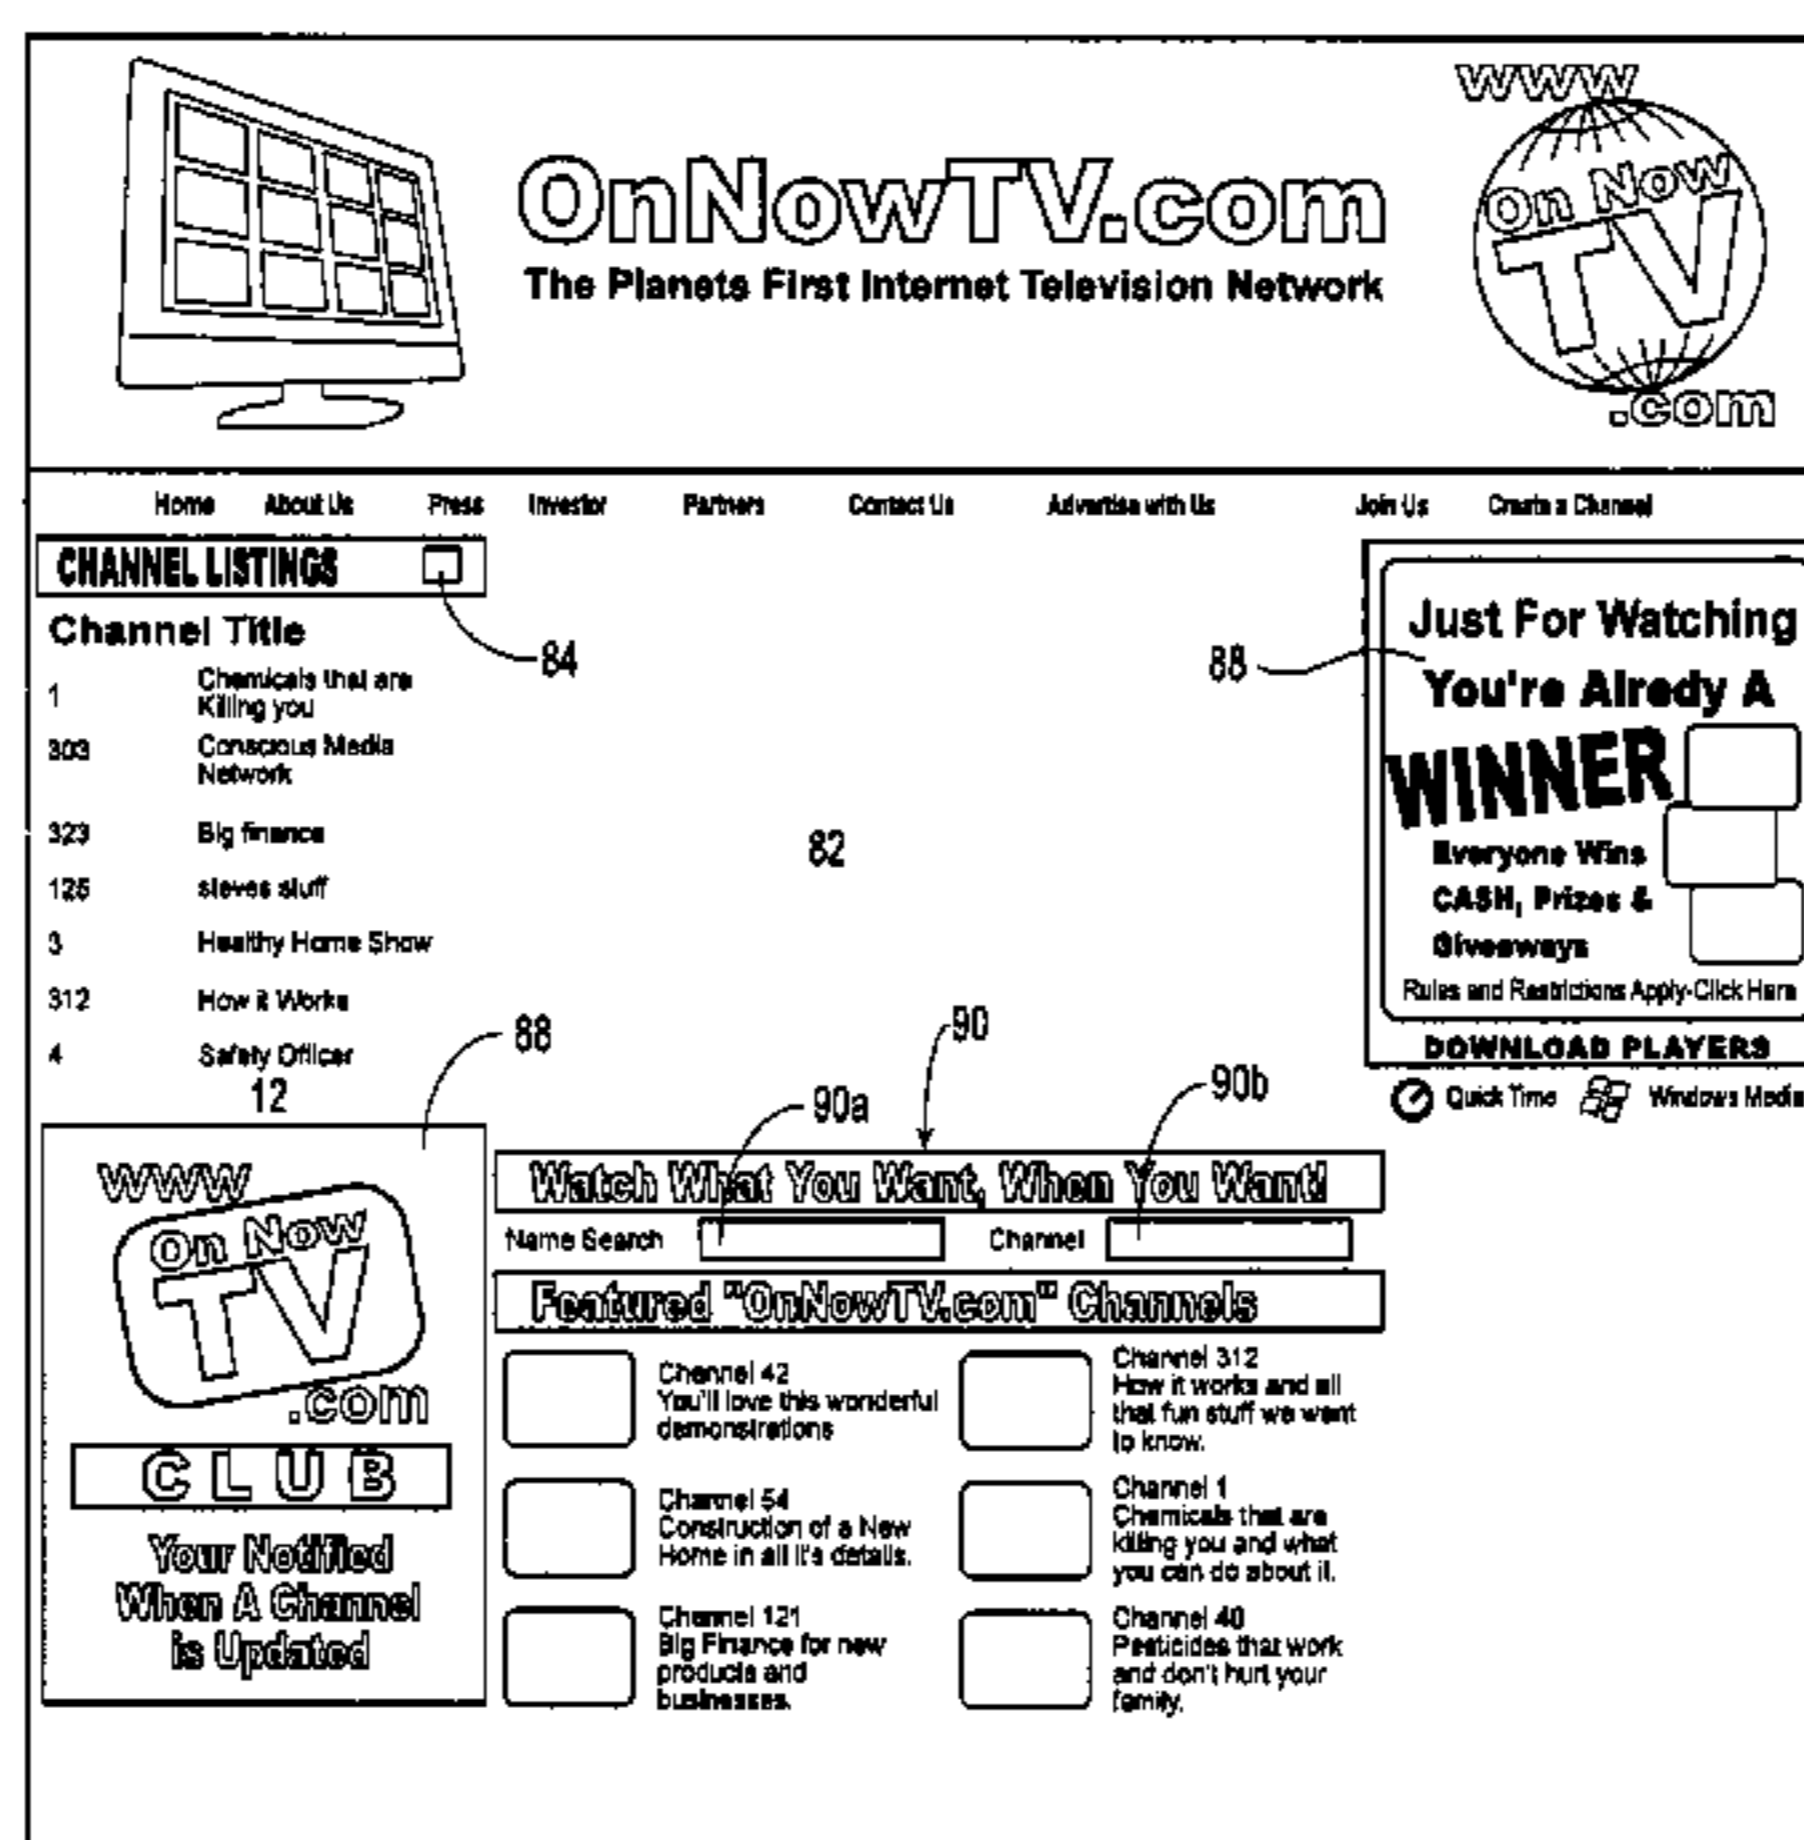 www
On Now
TV
.com
OnNowTV.com
The Planets First Internet Television Network
Home About Us Press Investor Partners Contact Us Advertise with Us Join Us Create a Channel
CHANNEL LISTINGS
84
Channel Title
1 Chemicals that are
Killing you
303 Conscious Media
Network
323 Big finance
125 steves stuff
3 Healthy Home Show
312 How it Works
4 Safety Officer
12
82
88
Just For Watching
You're Alredy A
WINNER
Everyone Wins
CASH, Prizes &
Giveaways
Rules and Restrictions Apply-Click Here
DOWNLOAD PLAYERS
Quick Time Windows Media
88
www
On Now
TV
.com
CLUB
Your Notified
When A Channel
is Updated
90
90a
90b
Watch What You Want, When You Want!
Name Search Channel
Featured "OnNowTV.com" Channels
Channel 42
You'll love this wonderful
demonstrations
Channel 312
How it works and all
that fun stuff we want
to know.
Channel 54
Construction of a New
Home in all it's details.
Channel 1
Chemicals that are
killing you and what
you can do about it.
Channel 121
Big Finance for new
products and
businesses.
Channel 40
Pesticides that work
and don't hurt your
family.